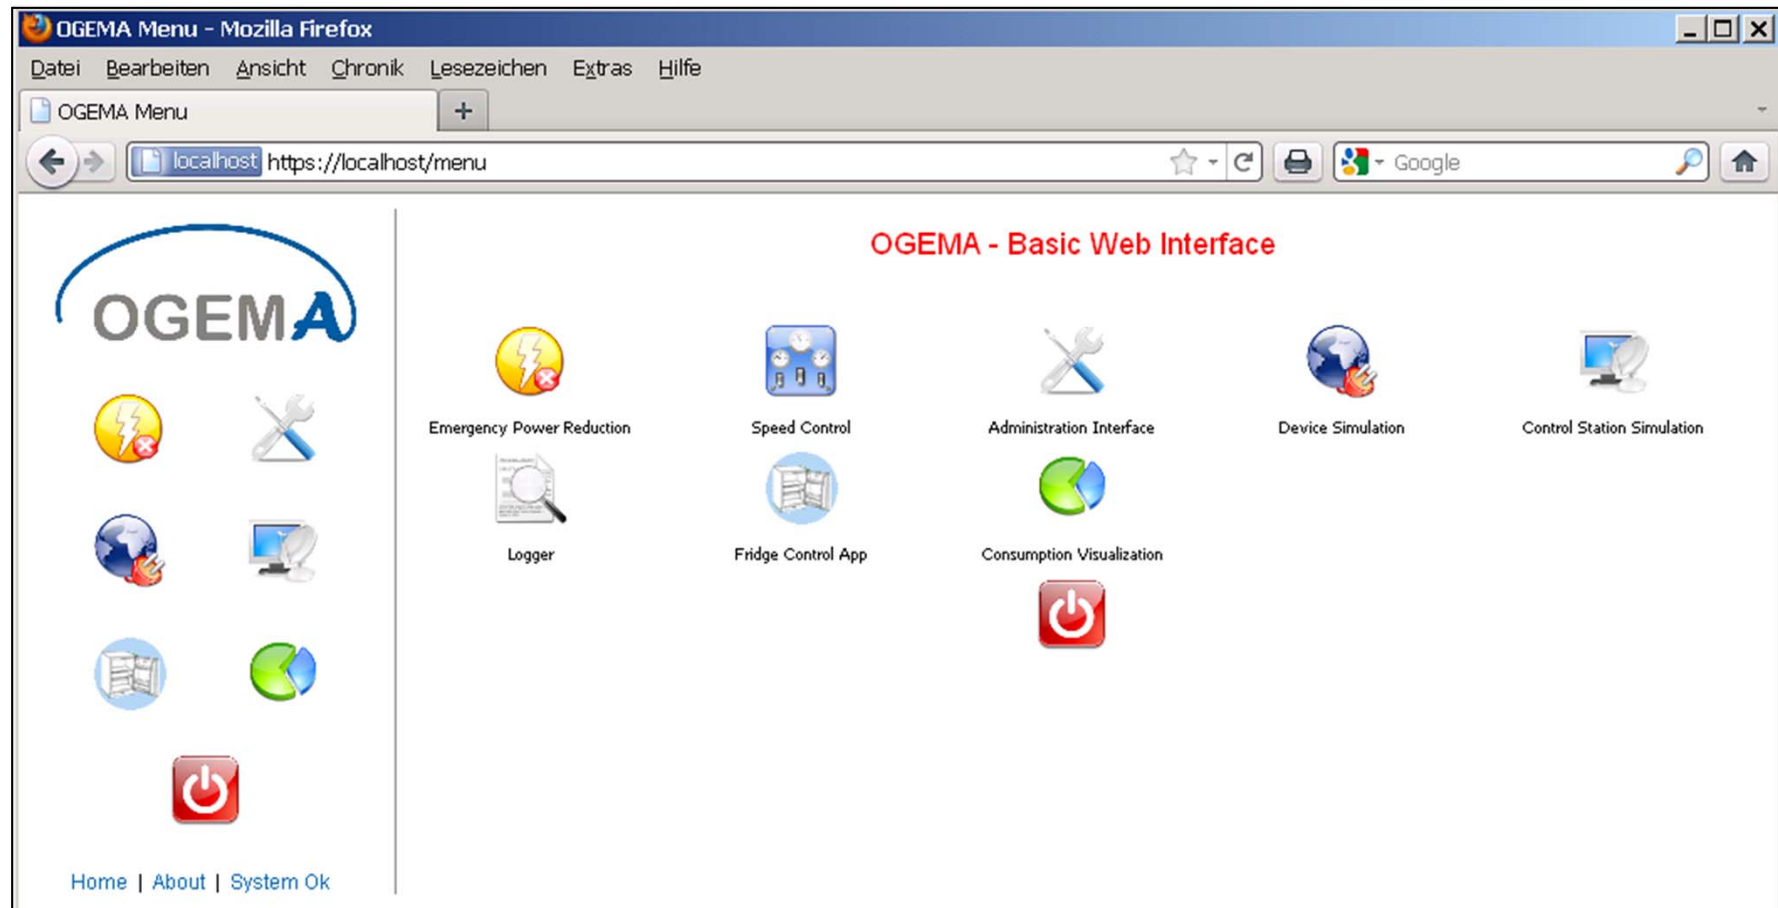 OGEMA Menu - Mozilla Firefox
Datei Bearbeiten Ansicht Chronik Lesezeichen Extras Hilfe
OGEMA Menu +
localhost https://localhost/menu Google
OGEMA
OGEMA - Basic Web Interface
Emergency Power Reduction Speed Control Administration Interface Device Simulation Control Station Simulation
Logger Fridge Control App Consumption Visualization
Home | About | System Ok